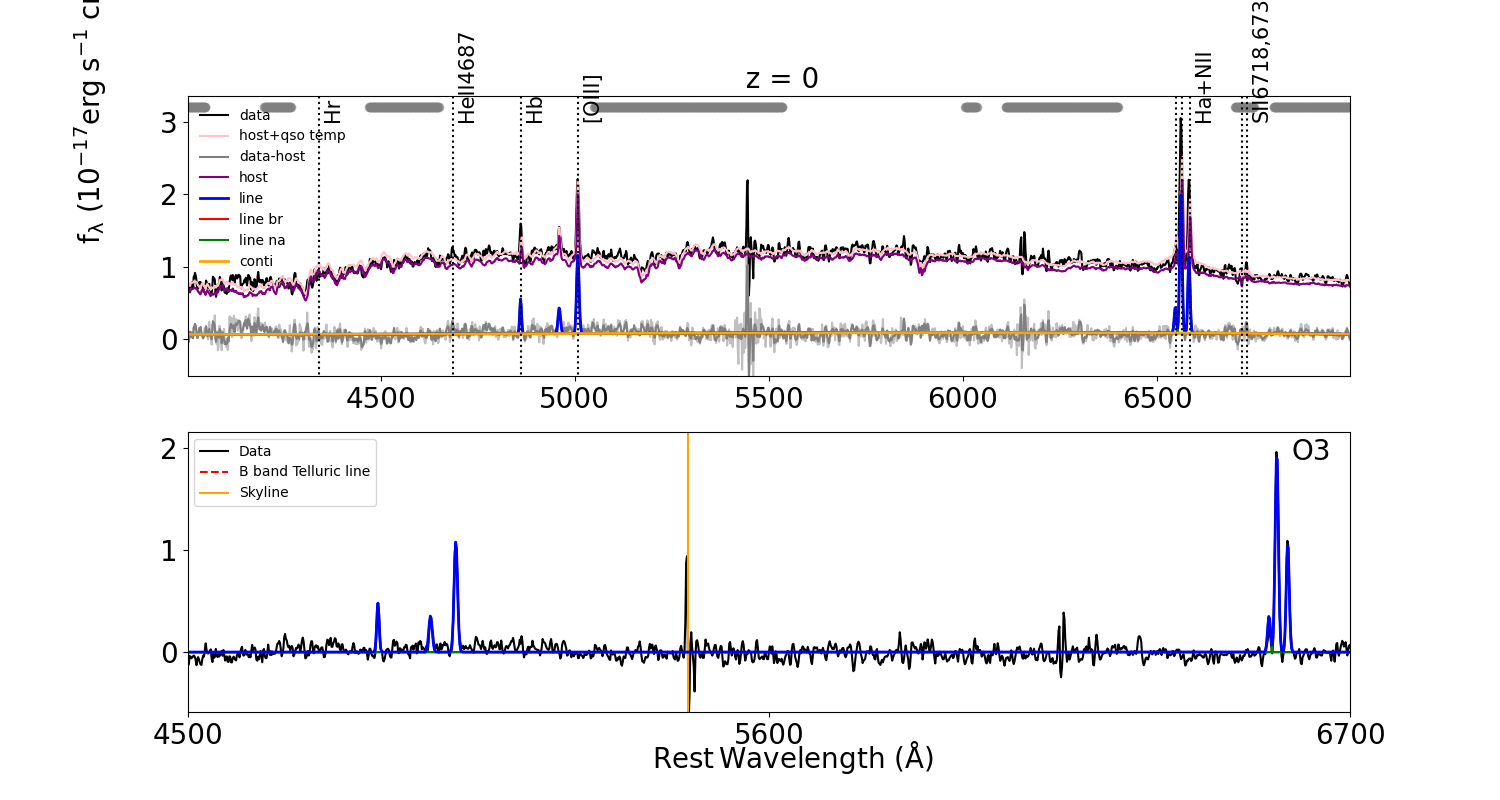 z = 0
Hr
HeII4687
Hb
[OIII]
Ha+NII
SII6718,673
f_λ (10^{-17}erg s^{-1}
3
2
1
0
data
host+qso temp
data-host
host
line
line br
line na
conti
4500 5000 5500 6000 6500
2
1
0
Data
B band Telluric line
Skyline
O3
4500 5600 6700
Rest Wavelength (Å)